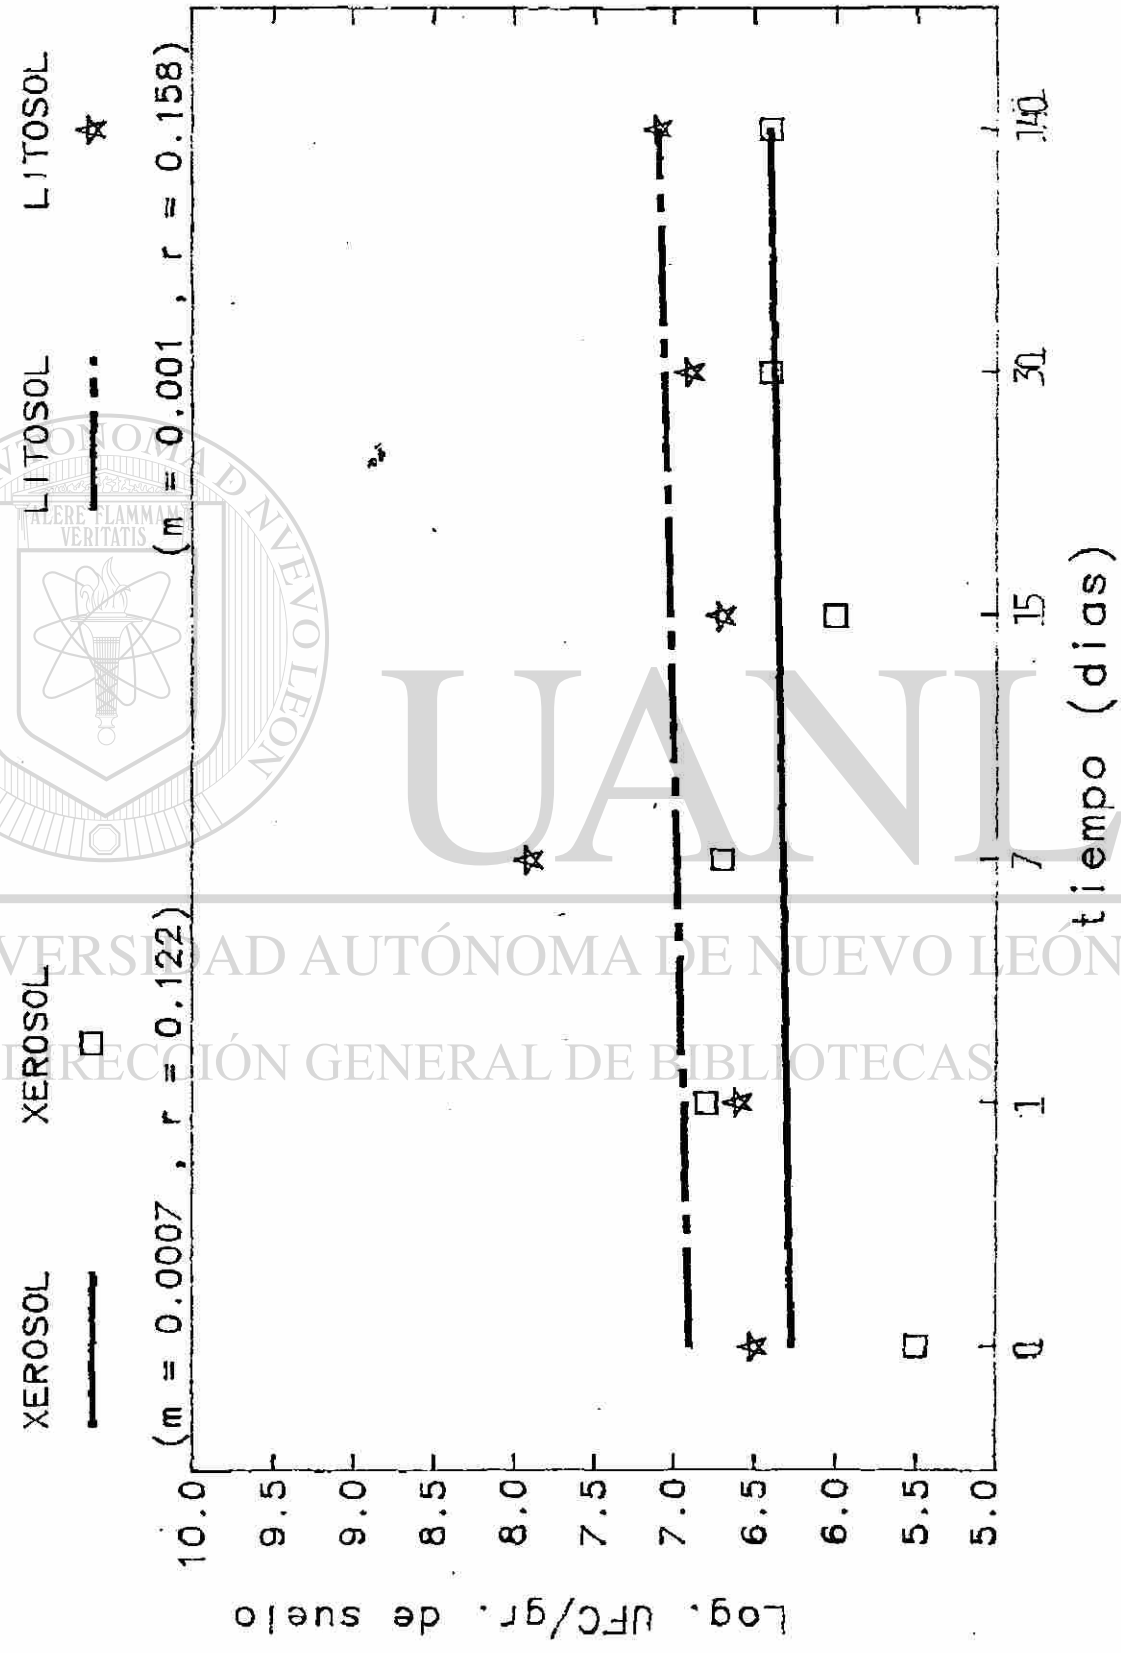 XEROSOL XEROSOL LITOSOL LITOSOL
(m = 0.0007 , r = 0.122) (m = 0.001 , r = 0.158)
Log. UFC/gr. de suelo
10.0
9.5
9.0
8.5
8.0
7.5
7.0
6.5
6.0
5.5
5.0
0 1 7 15 30 140
tiempo (dias)
ALERE FLAMMAM
VERITATIS
UANL
VERSIDAD AUTÓNOMA DE NUEVO LEÓN
DIRECCIÓN GENERAL DE BIBLIOTECAS